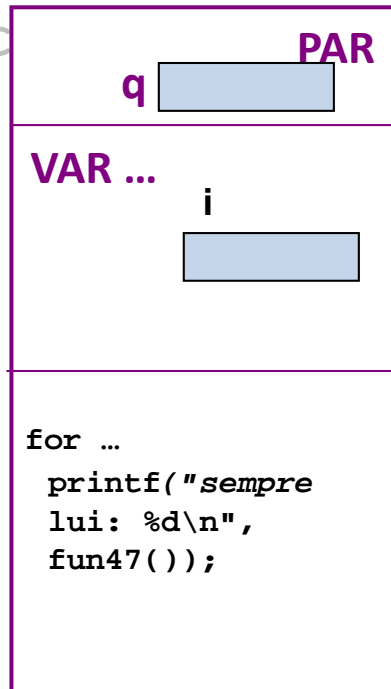 PAR
q
VAR …
i
for …
printf("sempre
lui: %d\n",
fun47());